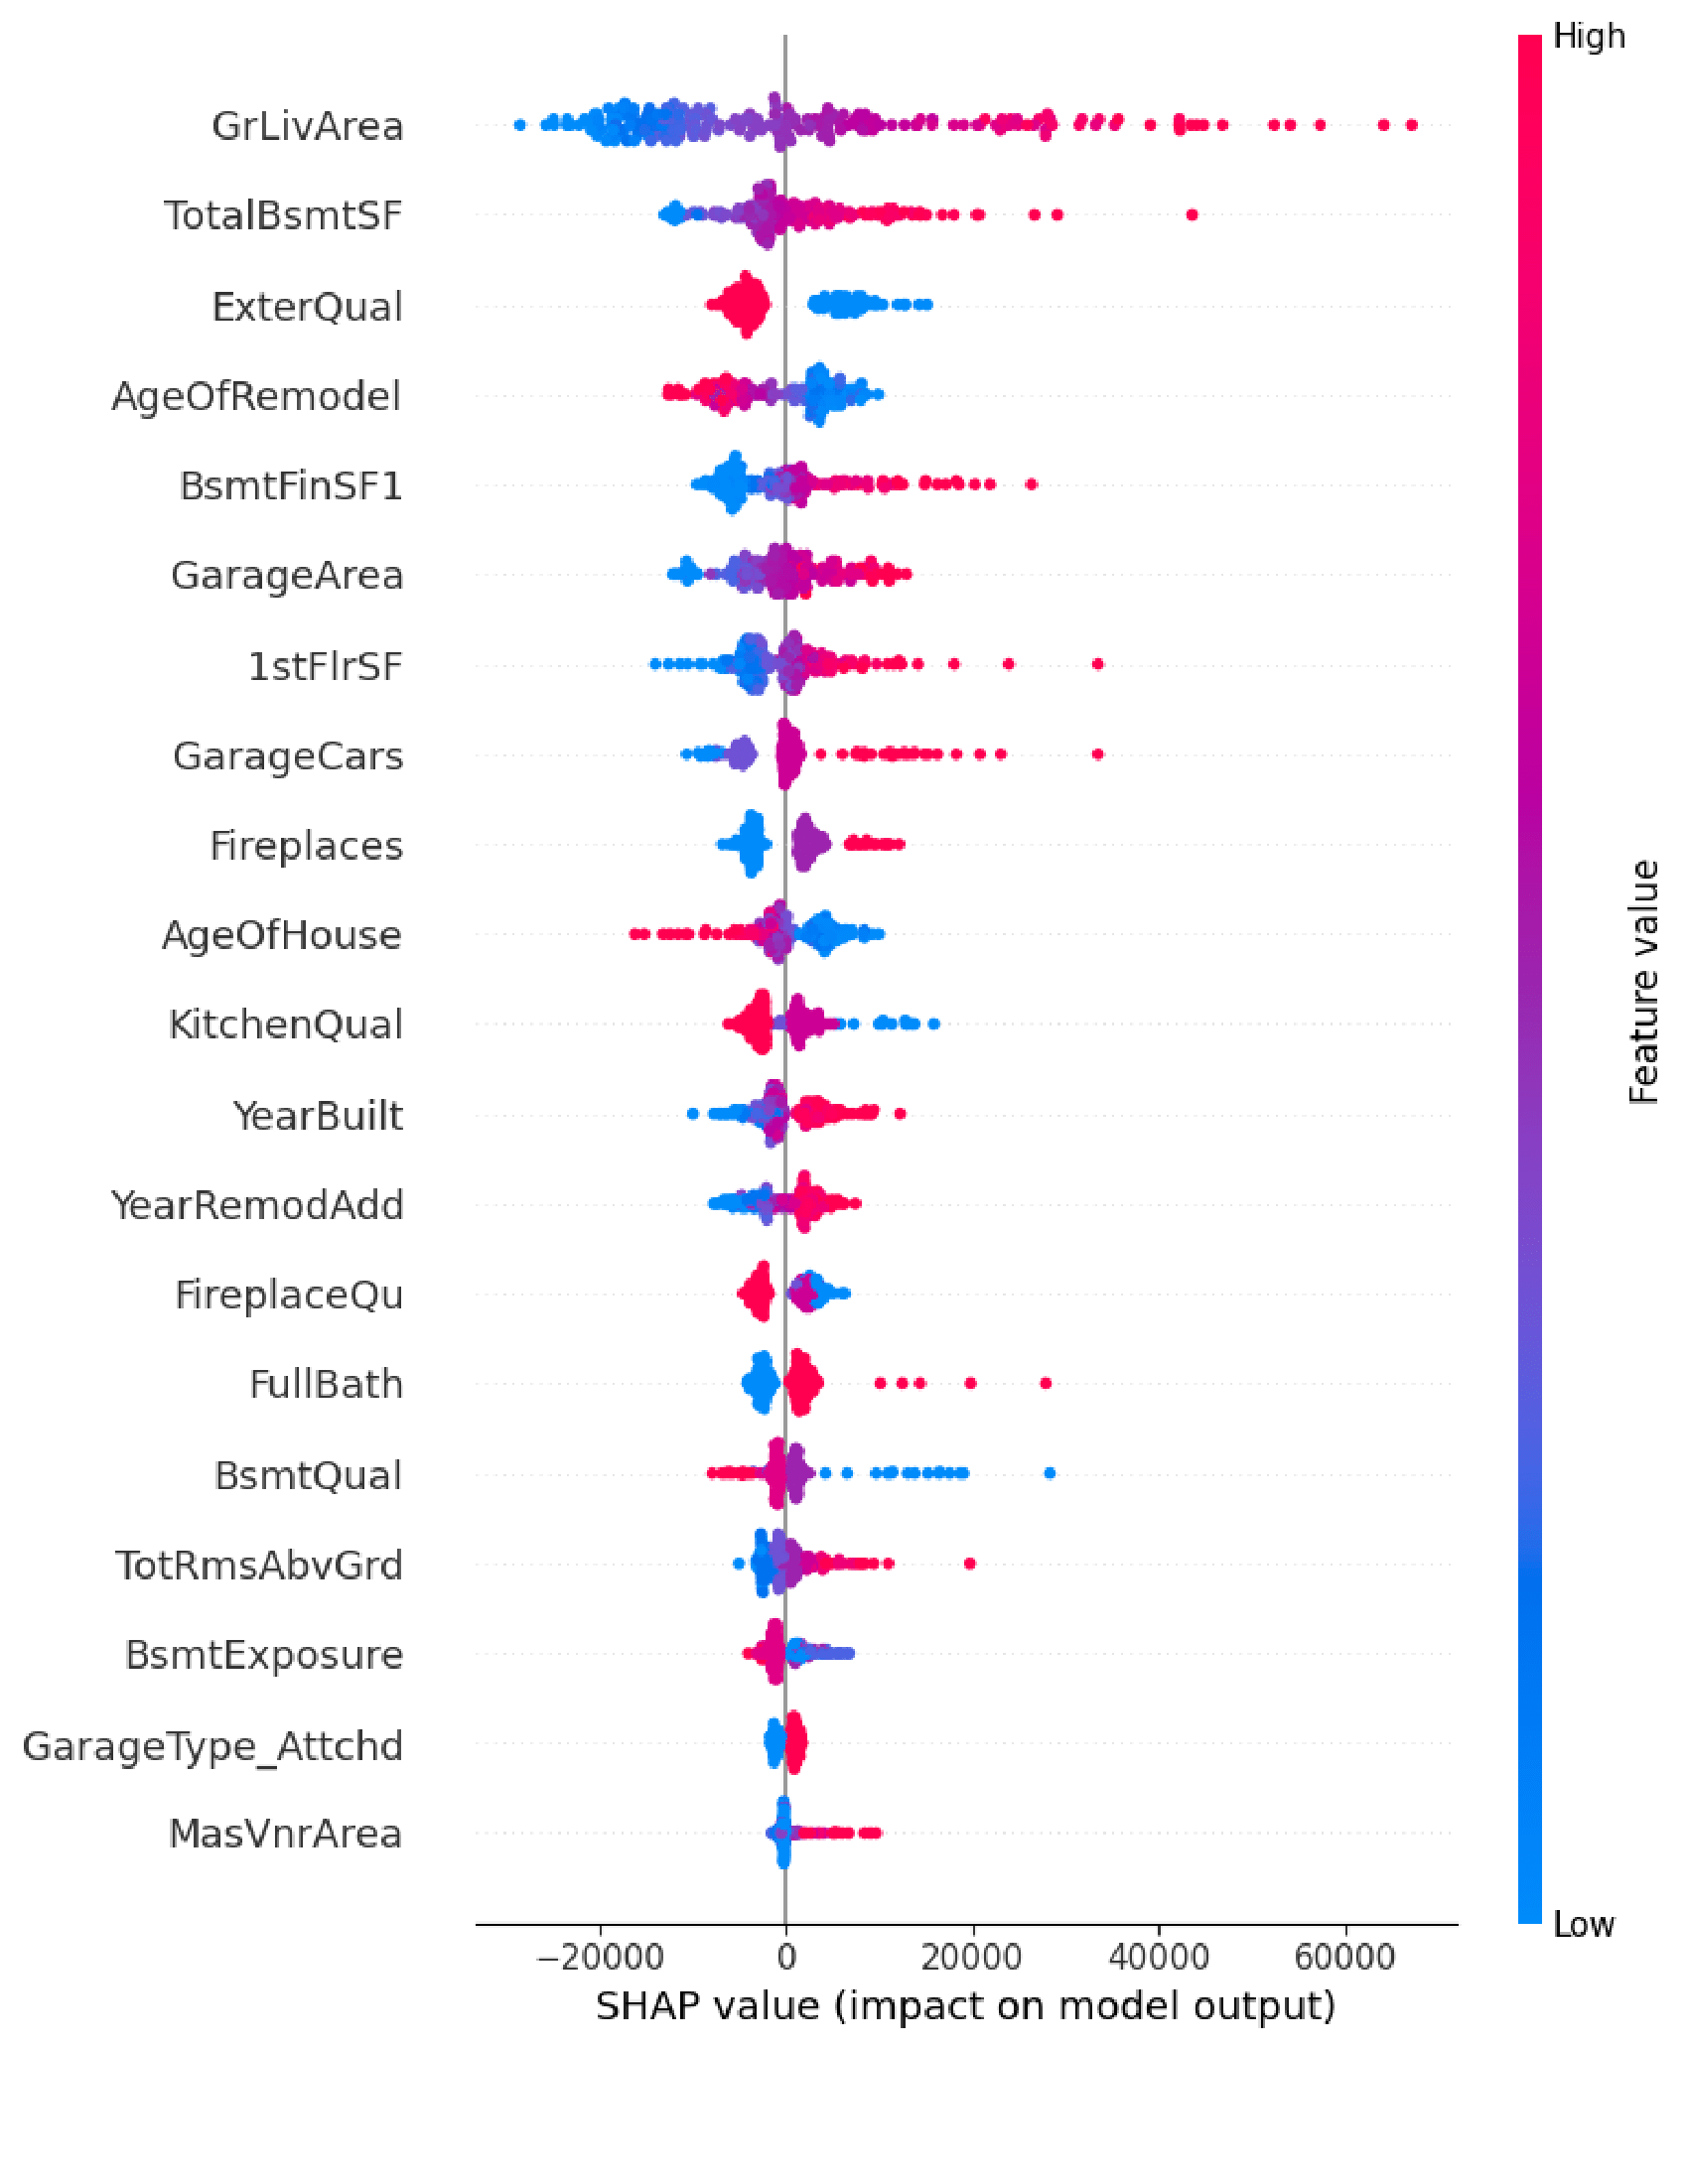 High
GrLivArea
TotalBsmtSF
ExterQual
AgeOfRemodel
BsmtFinSF1
GarageArea
1stFlrSF
GarageCars
Fireplaces
AgeOfHouse
KitchenQual
YearBuilt
YearRemodAdd
FireplaceQu
FullBath
BsmtQual
TotRmsAbvGrd
BsmtExposure
GarageType_Attchd
MasVnrArea
Feature value
Low
−20000 0 20000 40000 60000
SHAP value (impact on model output)